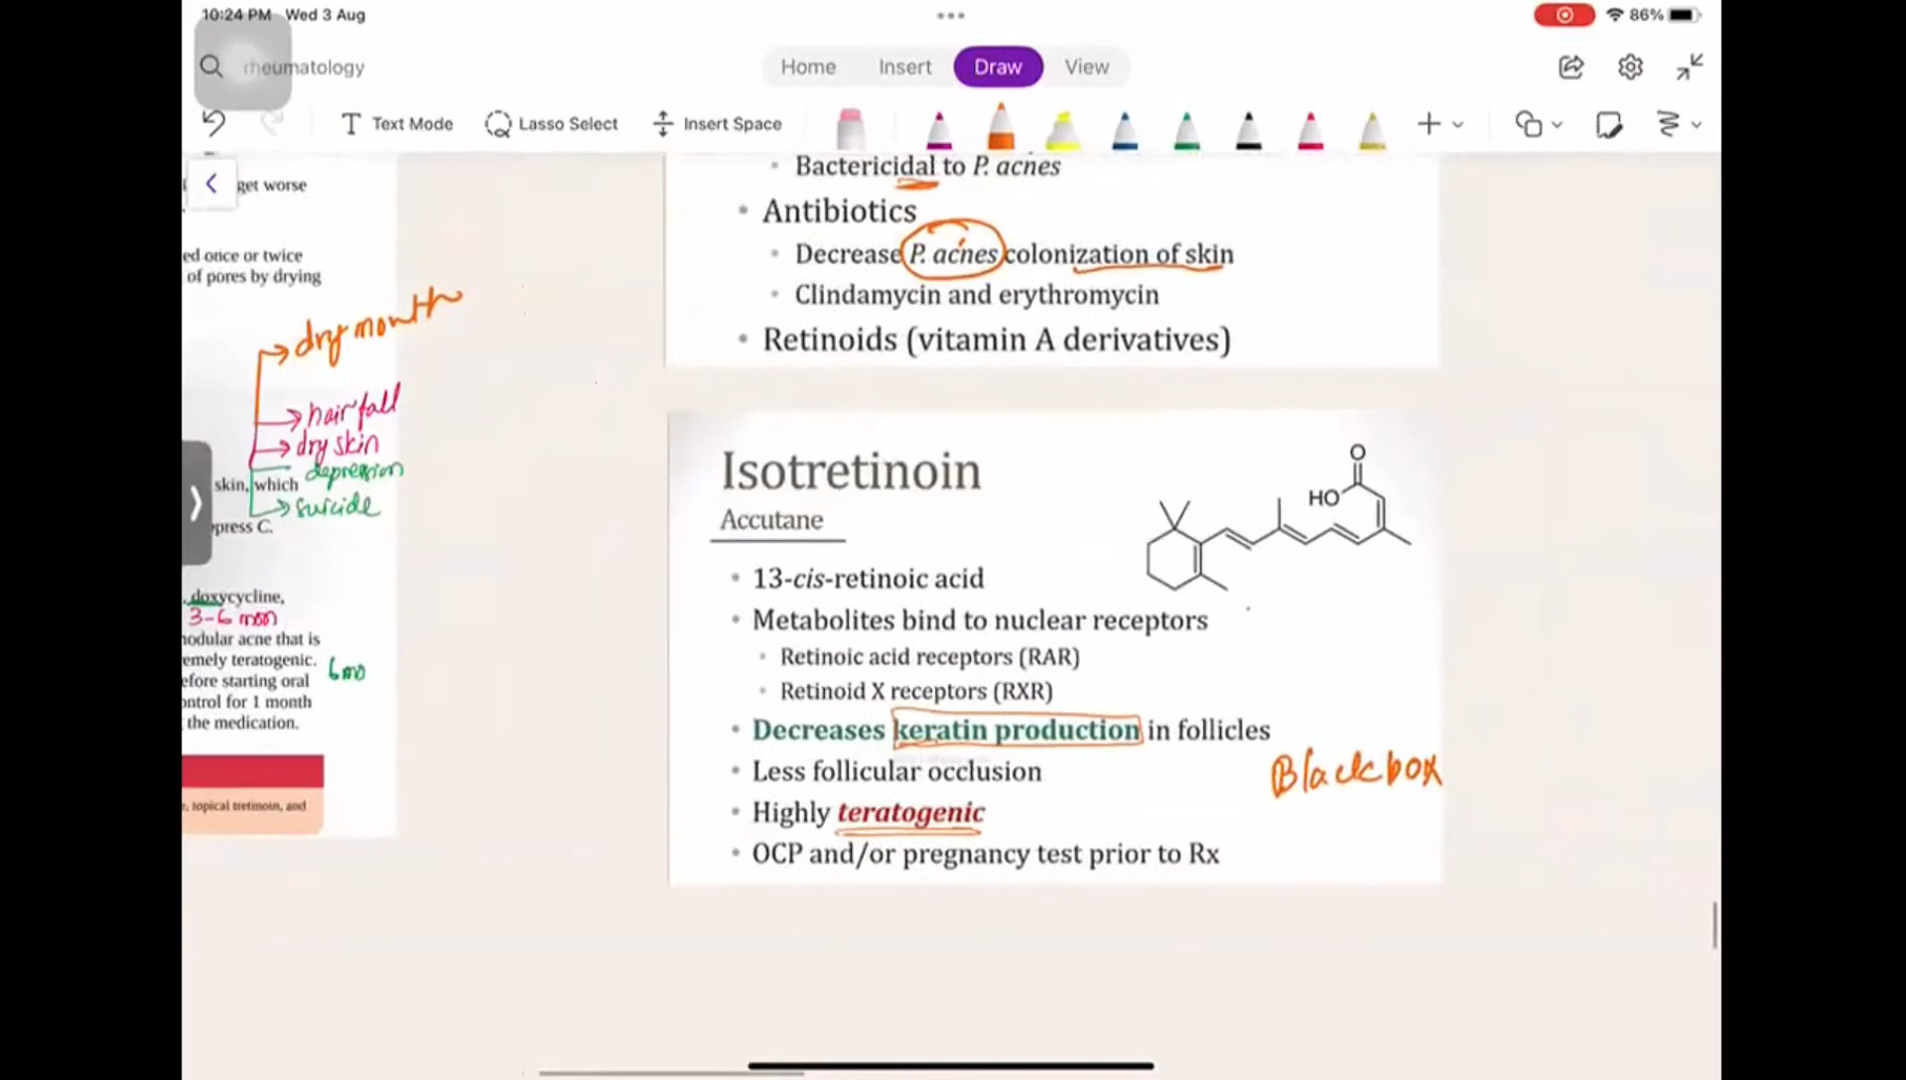 10:24 PM Wed 3 Aug
86%
rheumatology
Home Insert Draw View
Text Mode Lasso Select Insert Space
get worse
ed once or twice
of pores by drying
dry mouth
hair fall
dry skin
depression
skin, which
suicide
press C.
doxycycline,
3-6 mon
nodular acne that is
emely teratogenic.
6mo
efore starting oral
ontrol for 1 month
the medication.
, topical tretinoin, and
Bactericidal to P. acnes
Antibiotics
Decrease P. acnes colonization of skin
Clindamycin and erythromycin
Retinoids (vitamin A derivatives)
Isotretinoin
Accutane
O
HO
13-cis-retinoic acid
Metabolites bind to nuclear receptors
Retinoic acid receptors (RAR)
Retinoid X receptors (RXR)
Decreases keratin production in follicles
Less follicular occlusion
Black box
Highly teratogenic
OCP and/or pregnancy test prior to Rx